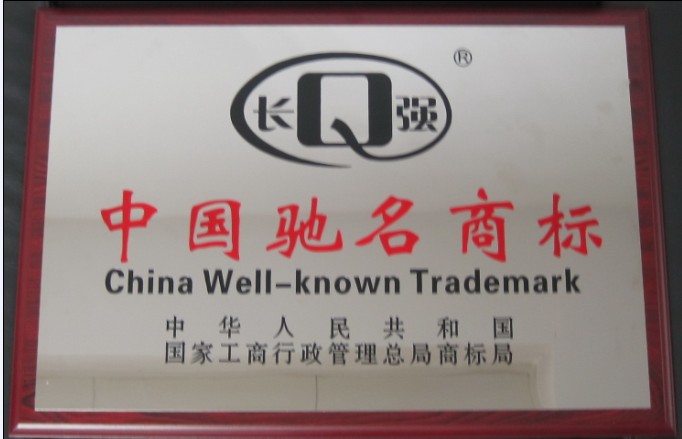 ®
长Q强
中国驰名商标
China Well-known Trademark
中华人民共和国
国家工商行政管理总局商标局